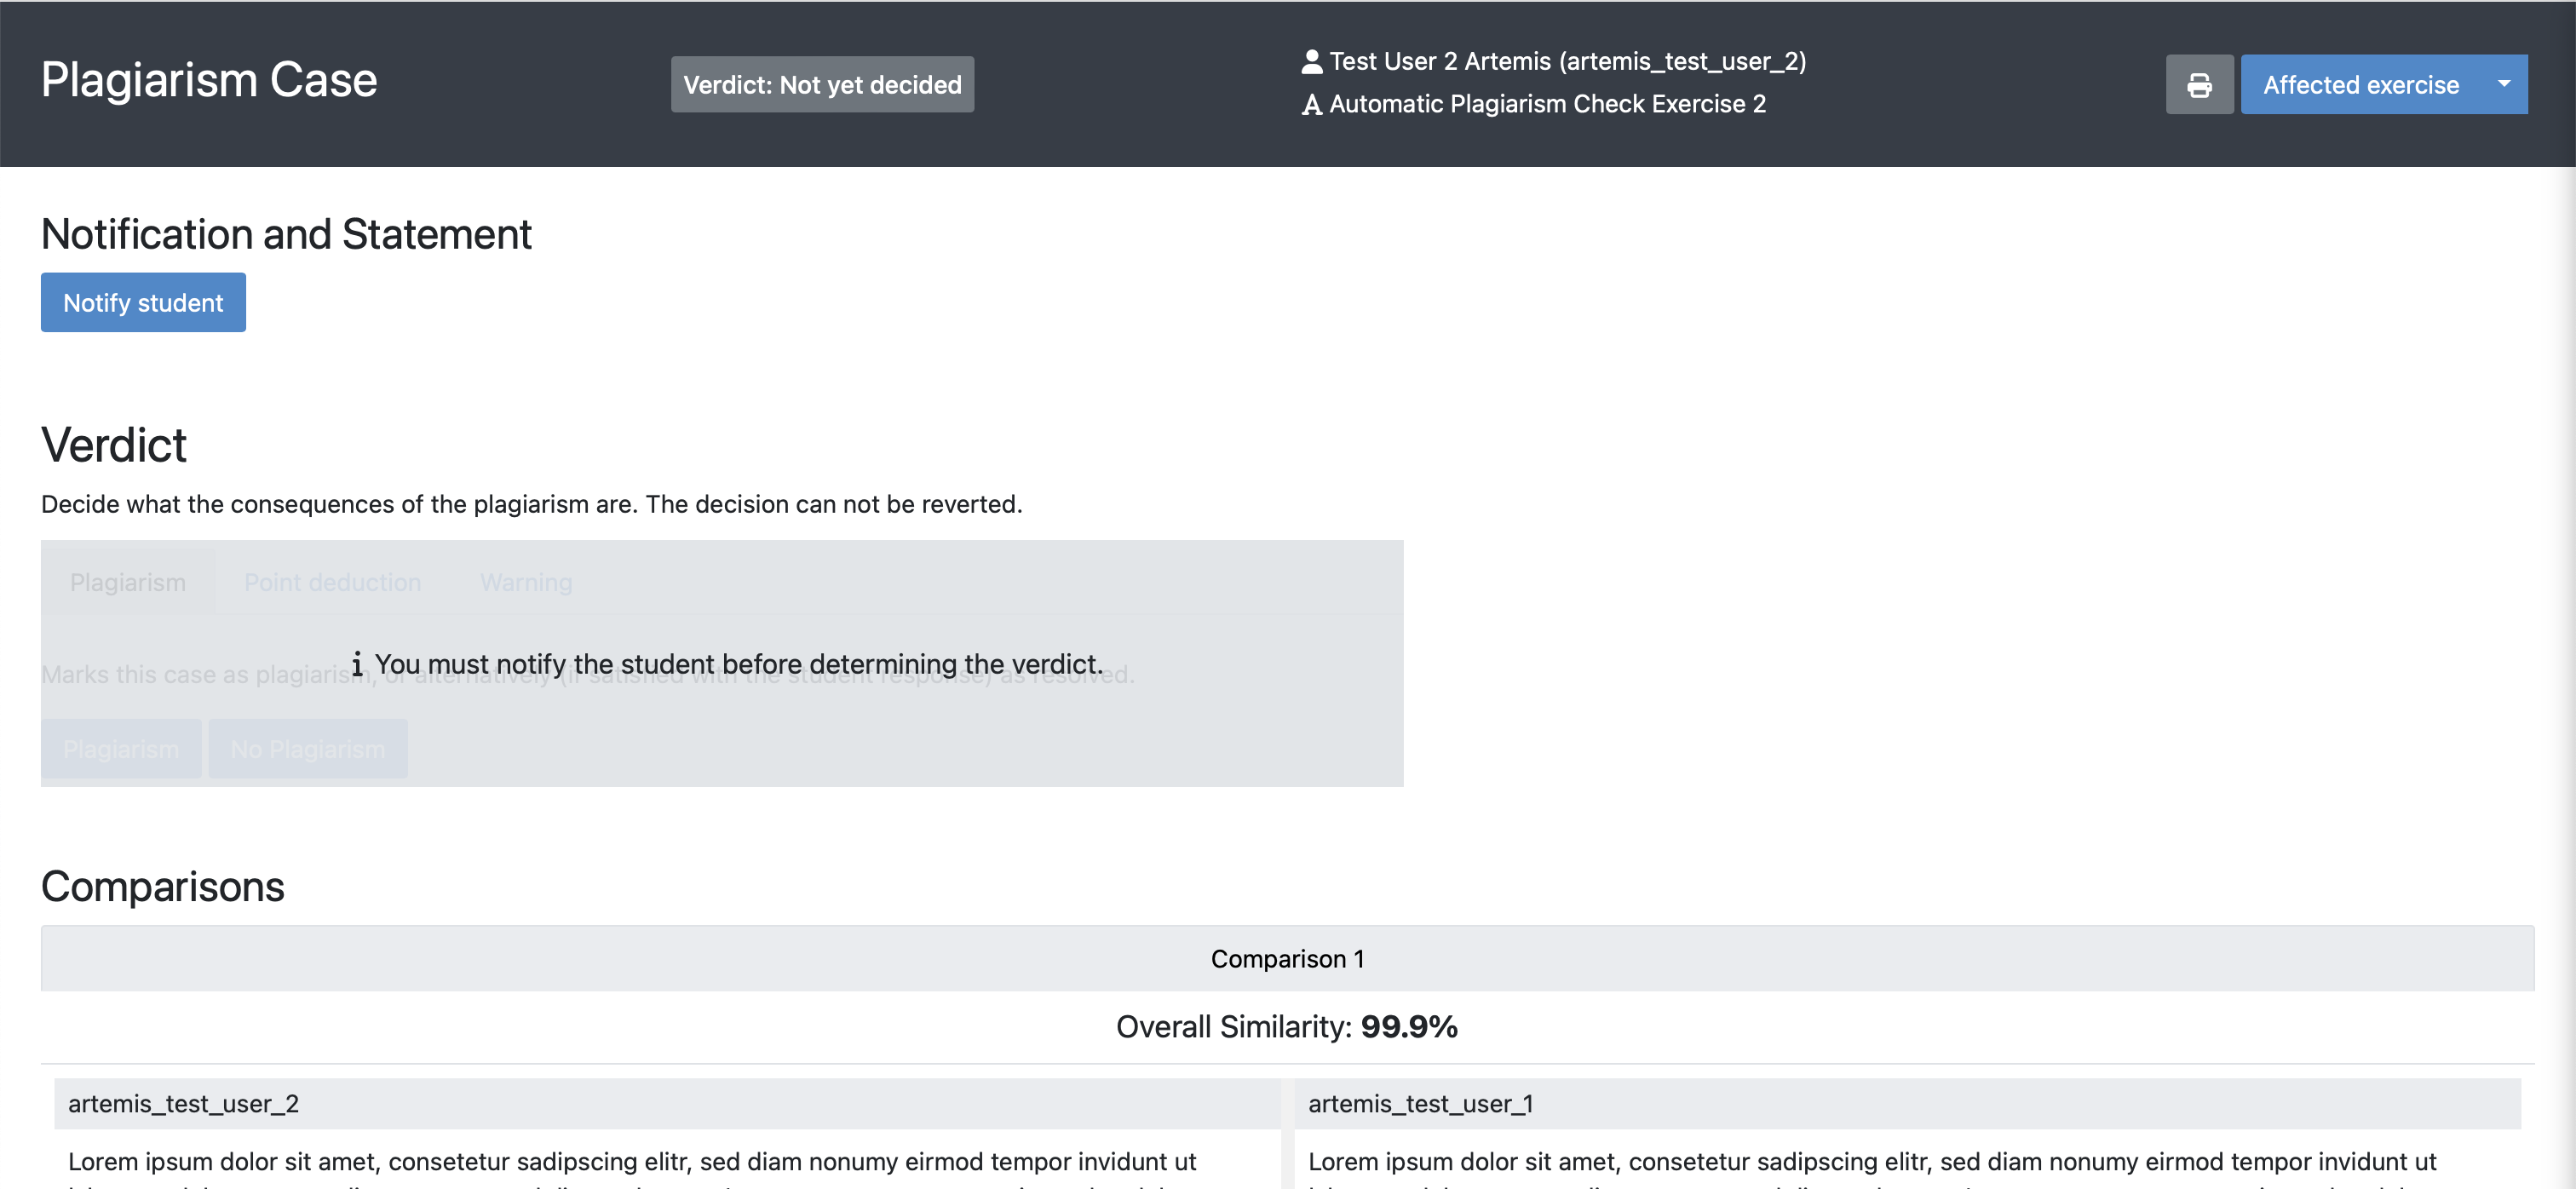 Plagiarism Case
Verdict: Not yet decided
Test User 2 Artemis (artemis_test_user_2)
Automatic Plagiarism Check Exercise 2
Affected exercise
Notification and Statement
Notify student
Verdict
Decide what the consequences of the plagiarism are. The decision can not be reverted.
Plagiarism Point deduction Warning
You must notify the student before determining the verdict.
Marks this case as plagiarism, or alternatively (if satisfied with the student response) as resolved.
Plagiarism No Plagiarism
Comparisons
Comparison 1
Overall Similarity: 99.9%
artemis_test_user_2
Lorem ipsum dolor sit amet, consetetur sadipscing elitr, sed diam nonumy eirmod tempor invidunt ut
artemis_test_user_1
Lorem ipsum dolor sit amet, consetetur sadipscing elitr, sed diam nonumy eirmod tempor invidunt ut